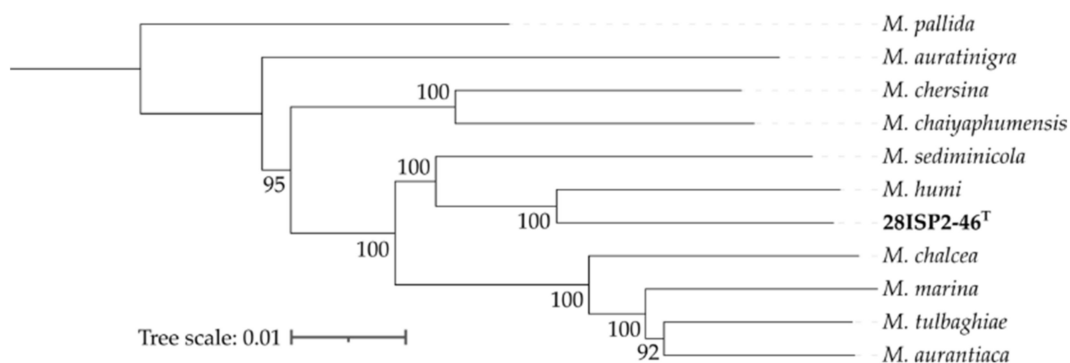 M. pallida
M. auratinigra
100
M. chersina
M. chaiyaphumensis
100
M. sediminicola
95
M. humi
100
28ISP2-46ᵀ
100
M. chalcea
100
M. marina
100
M. tulbaghiae
Tree scale: 0.01
92
M. aurantiaca